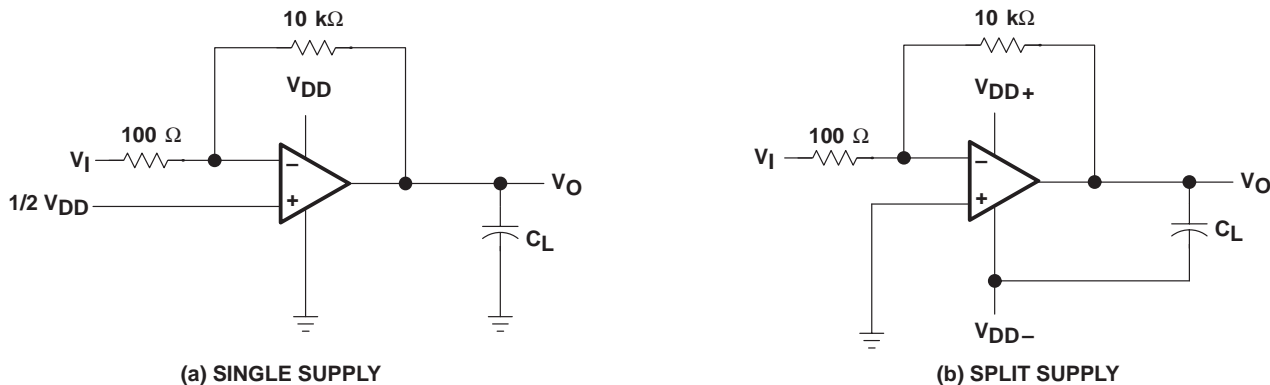 10 kΩ
VDD
100 Ω
VI
1/2 VDD
VO
CL
(a) SINGLE SUPPLY
10 kΩ
VDD+
100 Ω
VI
VO
CL
VDD−
(b) SPLIT SUPPLY